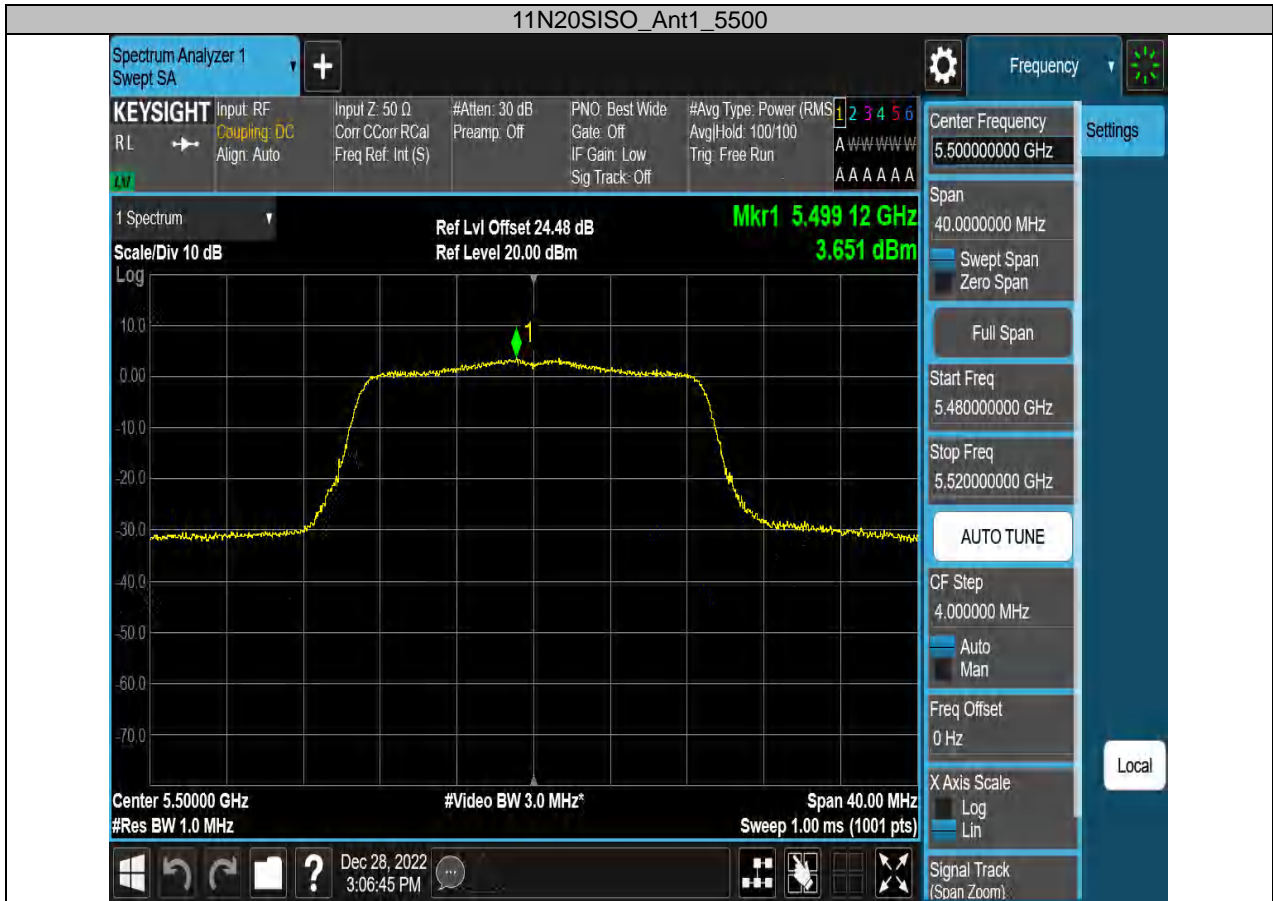 11N20SISO_Ant1_5500
Spectrum Analyzer 1
Swept SA
Frequency
KEYSIGHT
RL
LXI
Input: RF
Coupling: DC
Align: Auto
Input Z: 50 Ω
Corr CCorr RCal
Freq Ref: Int (S)
#Atten: 30 dB
Preamp: Off
PNO: Best Wide
Gate: Off
IF Gain: Low
Sig Track: Off
#Avg Type: Power (RMS
Avg|Hold: 100/100
Trig: Free Run
1 2 3 4 5 6
A W W W W W
A A A A A A
1 Spectrum
Scale/Div 10 dB
Log
Ref Lvl Offset 24.48 dB
Ref Level 20.00 dBm
Mkr1 5.499 12 GHz
3.651 dBm
1
10.0
0.00
-10.0
-20.0
-30.0
-40.0
-50.0
-60.0
-70.0
Center 5.50000 GHz
#Video BW 3.0 MHz*
Span 40.00 MHz
#Res BW 1.0 MHz
Sweep 1.00 ms (1001 pts)
?
Dec 28, 2022
3:06:45 PM
Center Frequency
5.500000000 GHz
Settings
Span
40.0000000 MHz
Swept Span
Zero Span
Full Span
Start Freq
5.480000000 GHz
Stop Freq
5.520000000 GHz
AUTO TUNE
CF Step
4.000000 MHz
Auto
Man
Freq Offset
0 Hz
X Axis Scale
Log
Lin
Signal Track
(Span Zoom)
Local